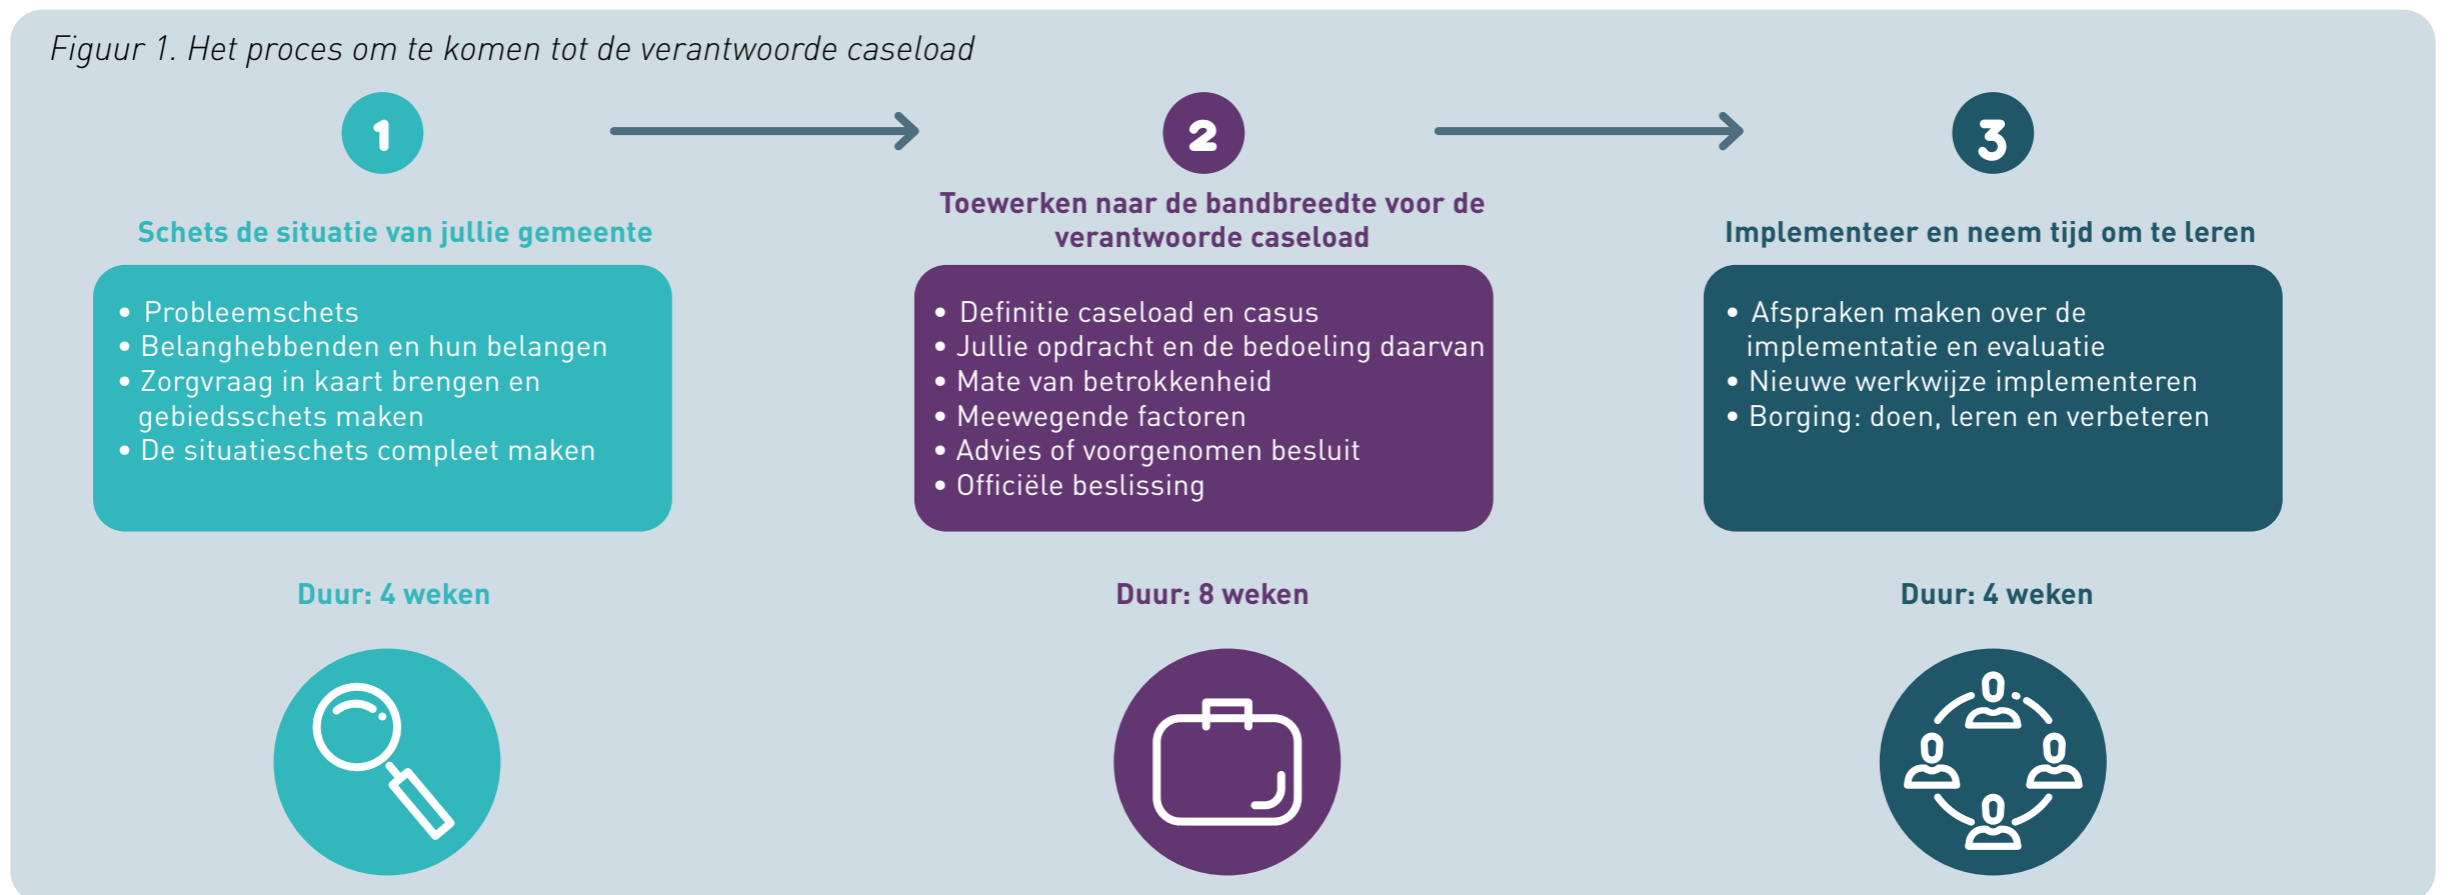 Figuur 1. Het proces om te komen tot de verantwoorde caseload
1
Schets de situatie van jullie gemeente
• Probleemschets
• Belanghebbenden en hun belangen
• Zorgvraag in kaart brengen en
gebiedsschets maken
• De situatieschets compleet maken
Duur: 4 weken
2
Toewerken naar de bandbreedte voor de
verantwoorde caseload
• Definitie caseload en casus
• Jullie opdracht en de bedoeling daarvan
• Mate van betrokkenheid
• Meewegende factoren
• Advies of voorgenomen besluit
• Officiële beslissing
Duur: 8 weken
3
Implementeer en neem tijd om te leren
• Afspraken maken over de
implementatie en evaluatie
• Nieuwe werkwijze implementeren
• Borging: doen, leren en verbeteren
Duur: 4 weken